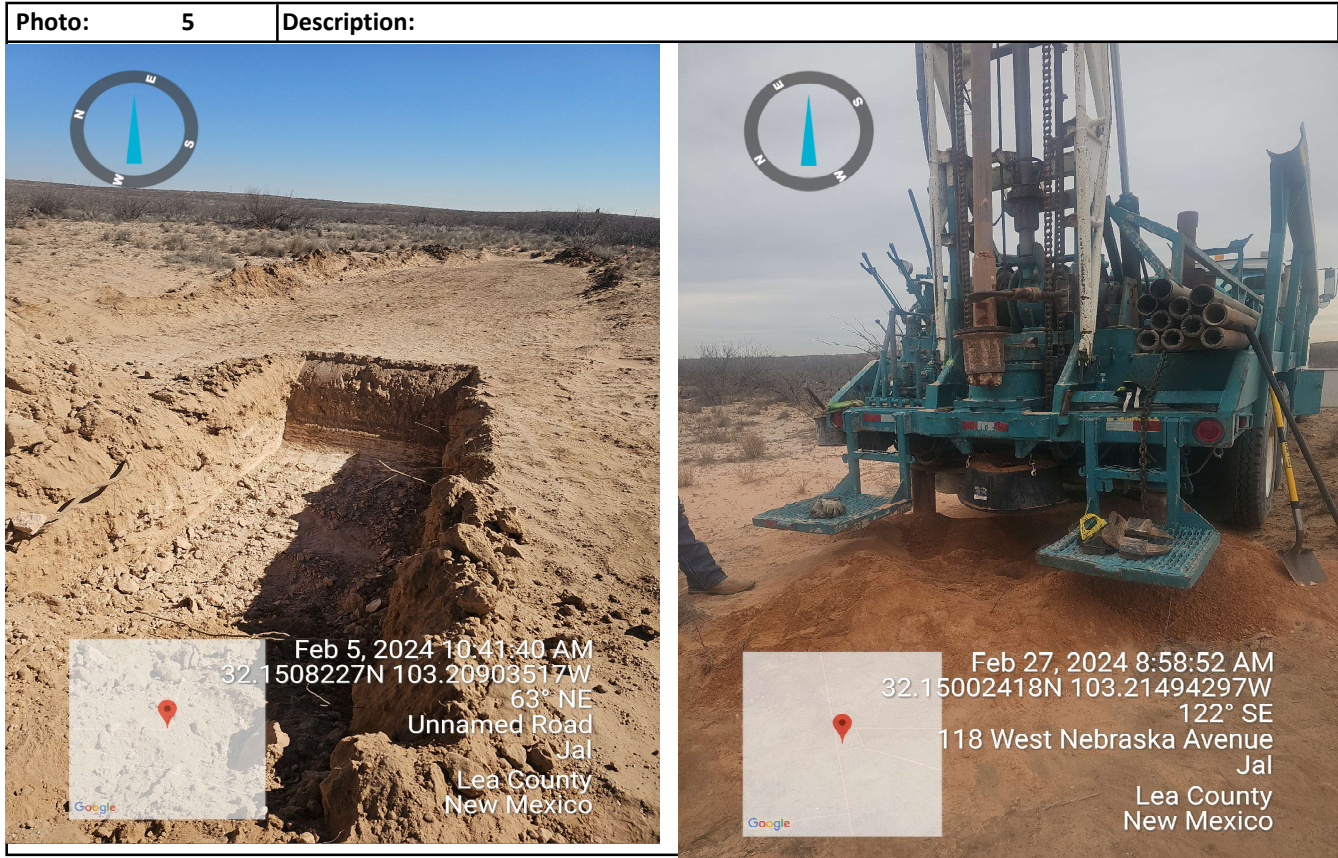 Photo: 5 Description:
E
N
S
W
Feb 5, 2024 10:41:40 AM
32.1508227N 103.20903517W
63° NE
Unnamed Road
Jal
Lea County
New Mexico
Google
E
S
N
W
Feb 27, 2024 8:58:52 AM
32.15002418N 103.21494297W
122° SE
118 West Nebraska Avenue
Jal
Lea County
New Mexico
Google